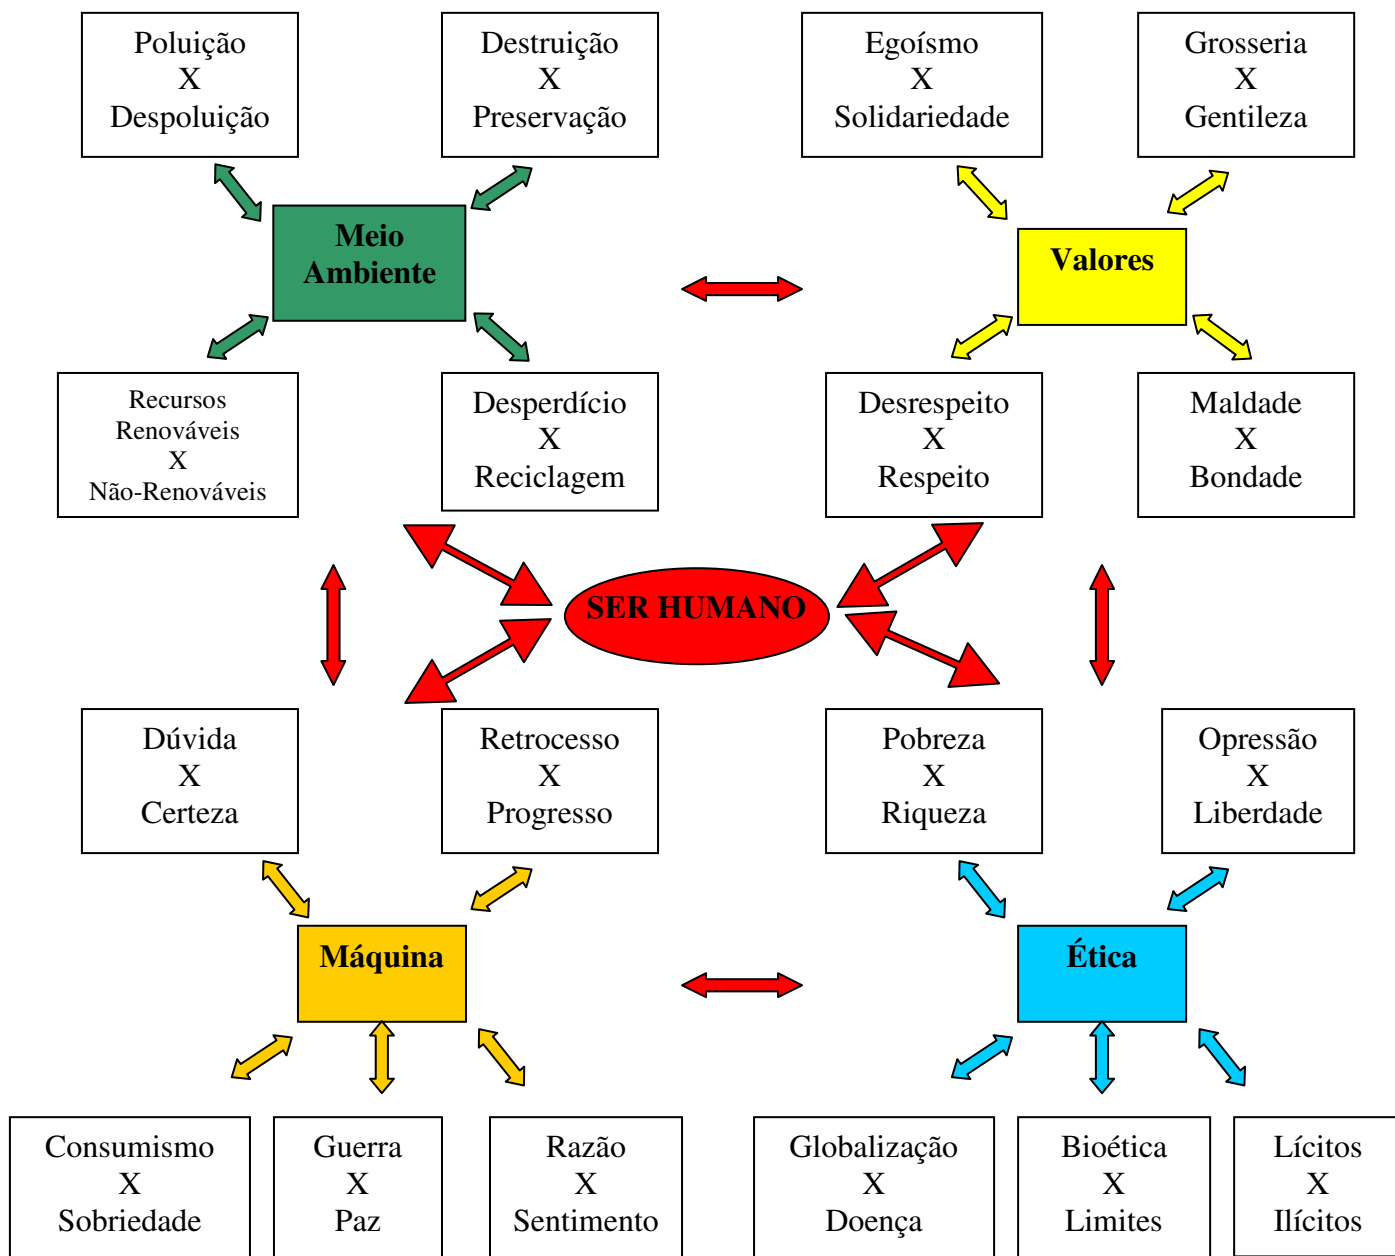 Poluição
X
Despoluição
Destruição
X
Preservação
Egoísmo
X
Solidariedade
Grosseria
X
Gentileza
Meio
Ambiente
Valores
Recursos
Renováveis
X
Não-Renováveis
Desperdício
X
Reciclagem
Desrespeito
X
Respeito
Maldade
X
Bondade
SER HUMANO
Dúvida
X
Certeza
Retrocesso
X
Progresso
Pobreza
X
Riqueza
Opressão
X
Liberdade
Máquina
Ética
Consumismo
X
Sobriedade
Guerra
X
Paz
Razão
X
Sentimento
Globalização
X
Doença
Bioética
X
Limites
Lícitos
X
Ilícitos